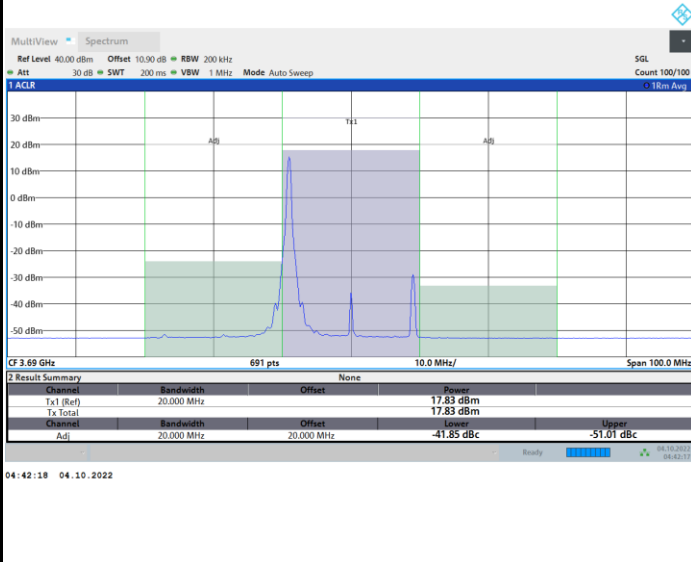 MultiView Spectrum
Ref Level 40.00 dBm Offset 10.90 dB RBW 200 kHz SGL
Att 30 dB SWT 200 ms VBW 1 MHz Mode Auto Sweep Count 100/100
1 ACLR 1Rm Avg
30 dBm
Tx1
20 dBm
Adj Adj
10 dBm
0 dBm
-10 dBm
-20 dBm
-30 dBm
-40 dBm
-50 dBm
CF 3.69 GHz 691 pts 10.0 MHz/ Span 100.0 MHz
2 Result Summary None
Channel Bandwidth Offset Power
Tx1 (Ref) 20.000 MHz 17.83 dBm
Tx Total 17.83 dBm
Channel Bandwidth Offset Lower Upper
Adj 20.000 MHz 20.000 MHz -41.85 dBc -51.01 dBc
Ready 04.10.2022
04:42:17
04:42:18 04.10.2022